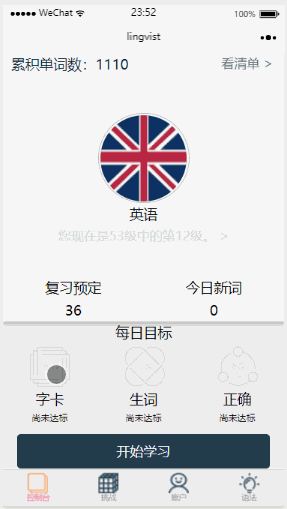 ●●●●● WeChat 23:52 100%
lingvist
累积单词数：1110 看清单 >
英语
您现在是53级中的第12级。 >
复习预定 今日新词
36 0
每日目标
字卡 生词 正确
尚未达标 尚未达标 尚未达标
开始学习
控制台 挑战 账户 语法